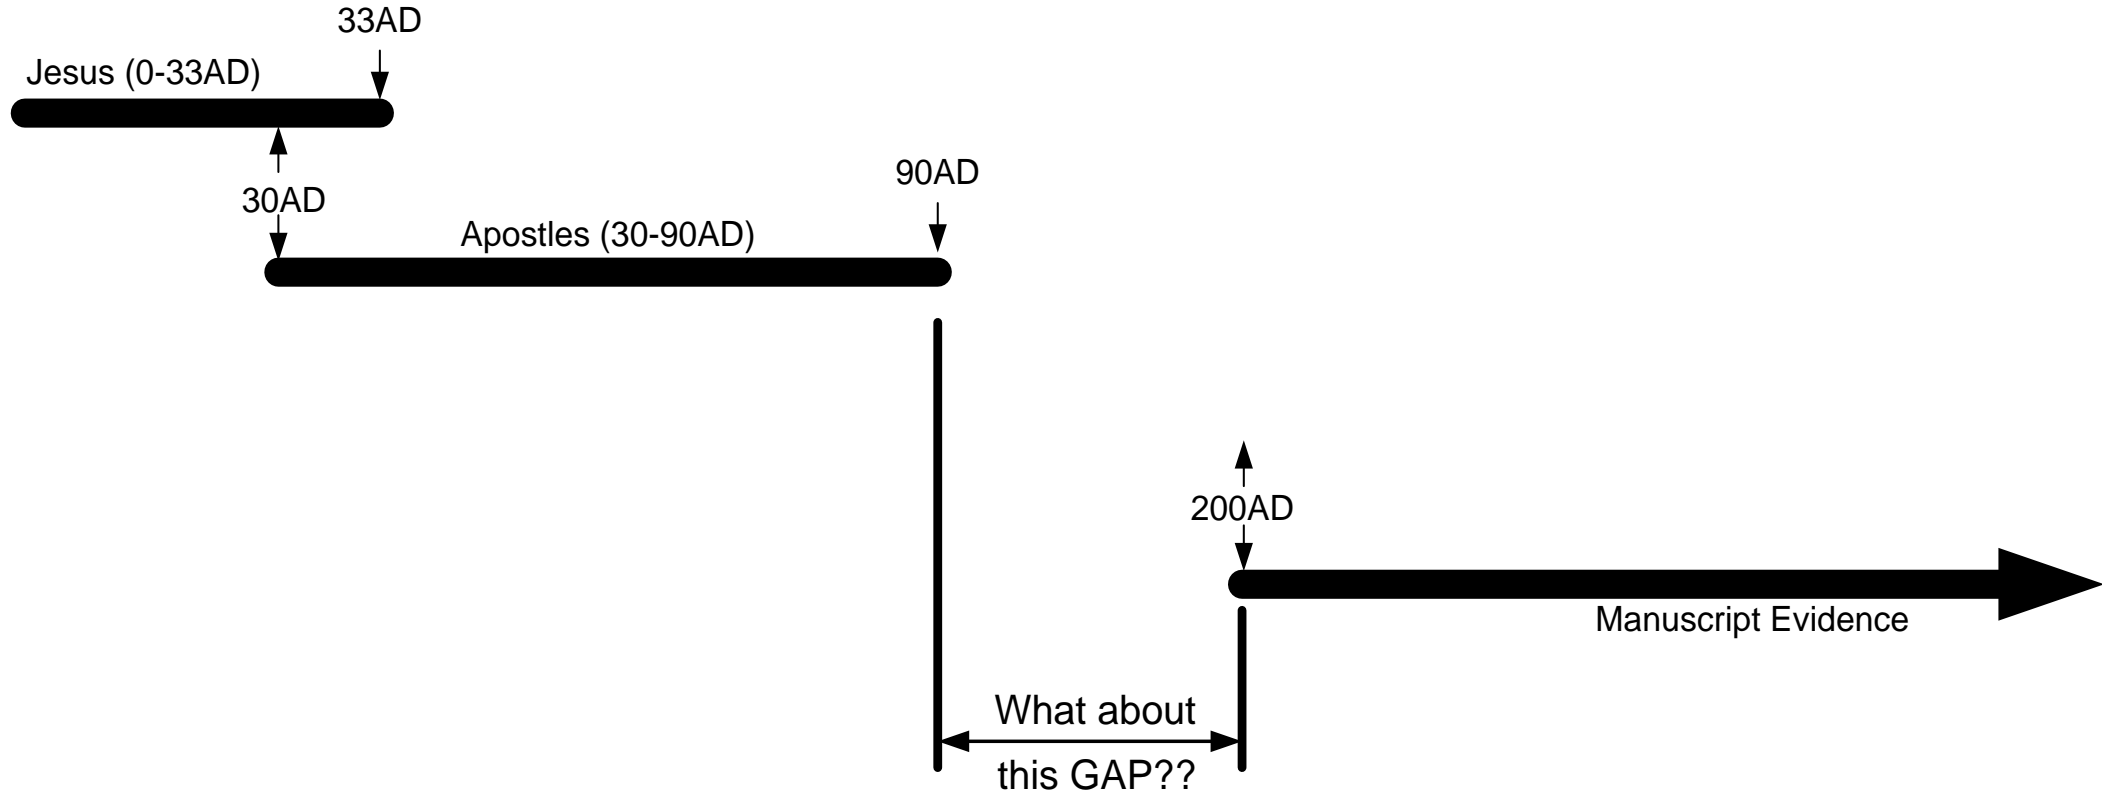 33AD
Jesus (0-33AD)
90AD
30AD
Apostles (30-90AD)
200AD
Manuscript Evidence
What about
this GAP??